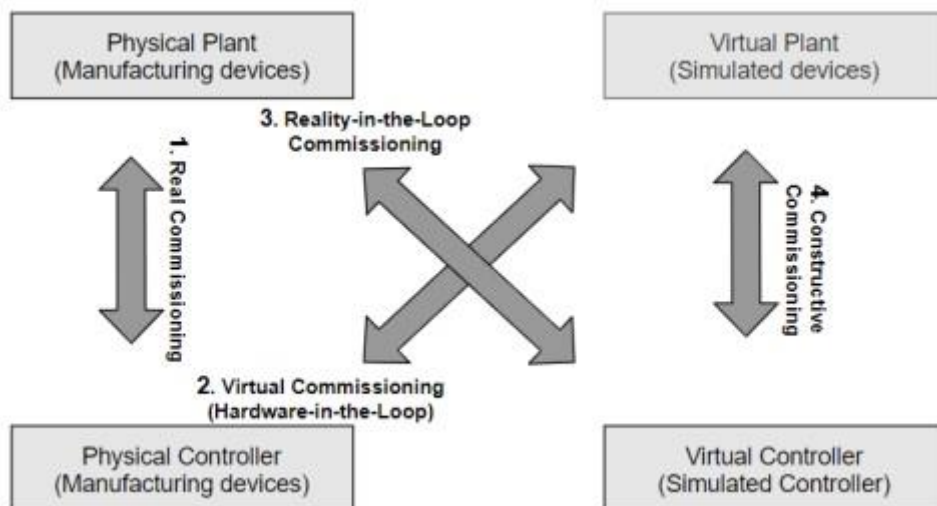 Physical Plant
(Manufacturing devices)
Virtual Plant
(Simulated devices)
3. Reality-in-the-Loop
Commissioning
1. Real Commissioning
4. Constructive
Commissioning
2. Virtual Commissioning
(Hardware-in-the-Loop)
Physical Controller
(Manufacturing devices)
Virtual Controller
(Simulated Controller)